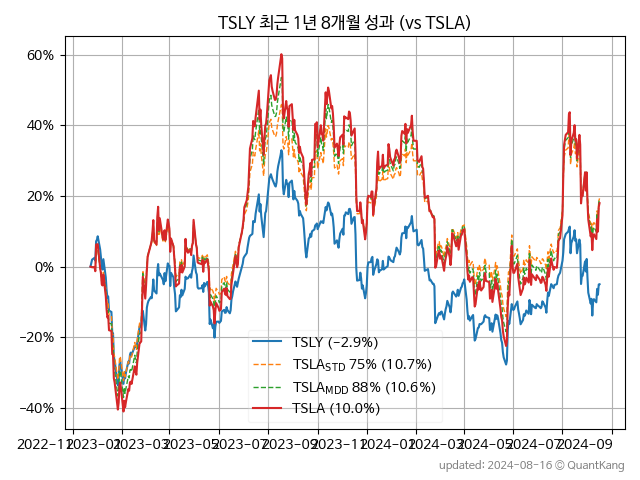 TSLY 최근 1년 8개월 성과 (vs TSLA)
60%
40%
20%
0%
−20%
−40%
TSLY (−2.9%)
TSLA_STD 75% (10.7%)
TSLA_MDD 88% (10.6%)
TSLA (10.0%)
2022−11 2023−01 2023−03 2023−05 2023−07 2023−09 2023−11 2024−01 2024−03 2024−05 2024−07 2024−09
updated: 2024-08-16 © QuantKang